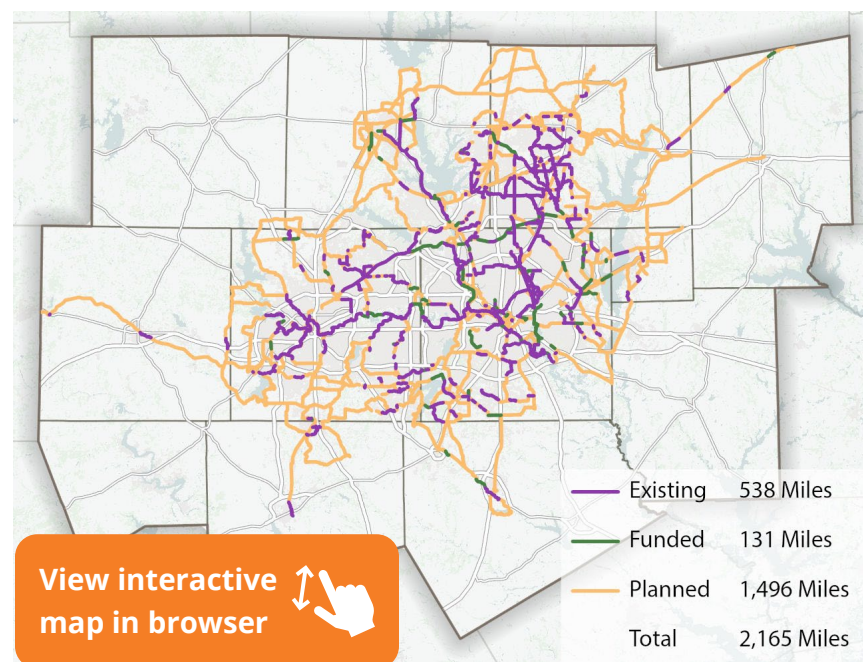 Existing 538 Miles
Funded 131 Miles
Planned 1,496 Miles
Total 2,165 Miles
View interactive
map in browser